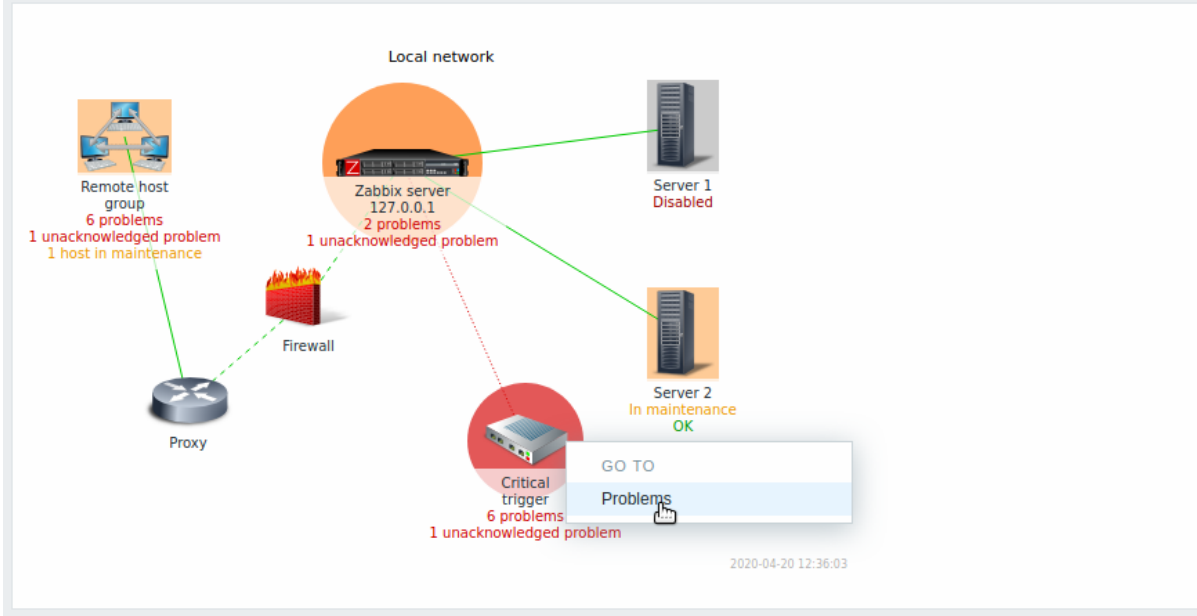 Local network
Remote host
group
6 problems
1 unacknowledged problem
1 host in maintenance
Z
Zabbix server
127.0.0.1
2 problems
1 unacknowledged problem
Server 1
Disabled
Firewall
Proxy
Server 2
In maintenance
OK
Critical
trigger
6 problems
1 unacknowledged problem
GO TO
Problems
2020-04-20 12:36:03